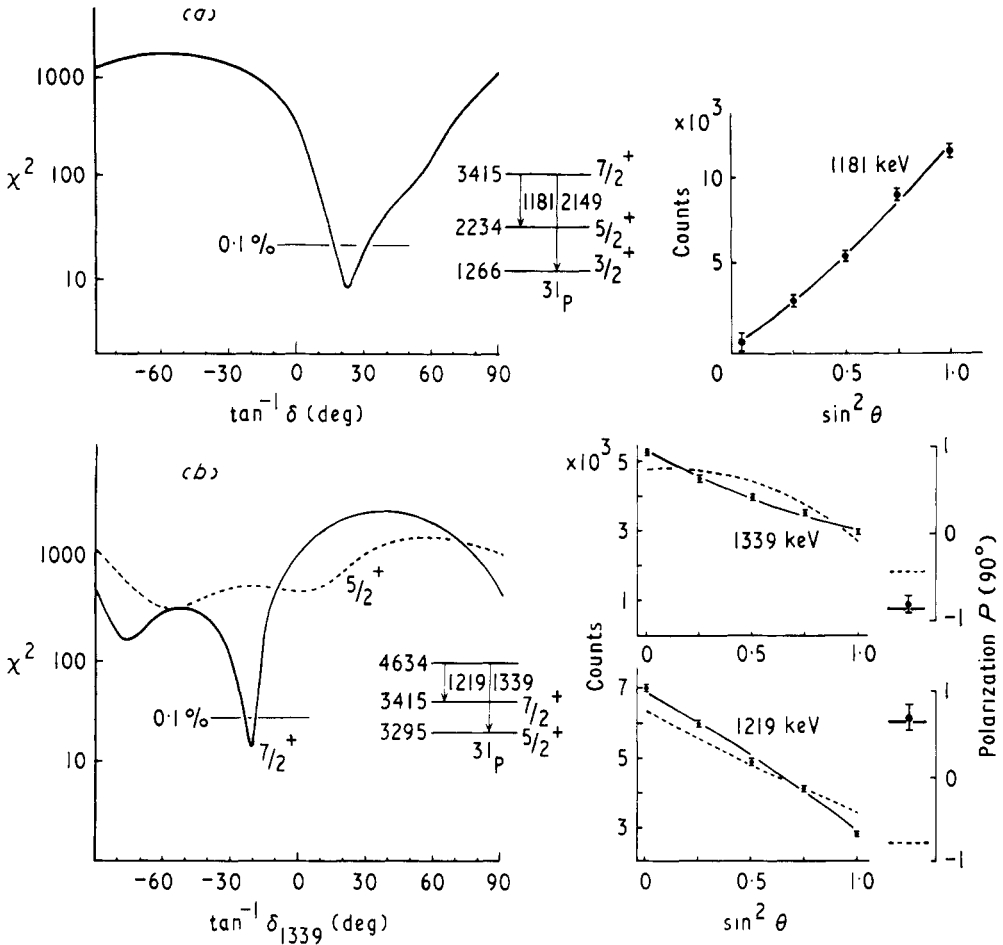 (a)
1000
100
10
χ²
0·1%
-60 -30 0 30 60 90
tan⁻¹ δ (deg)
3415 7/2⁺
1181 2149
2234 5/2⁺
1266 3/2⁺
³¹P
×10³
10
5
Counts
1181 keV
0 0·5 1·0
sin² θ
(b)
1000
100
10
χ²
0·1%
5/2⁺
7/2⁺
-60 -30 0 30 60 90
tan⁻¹ δ₁₃₃₉ (deg)
4634
1219 1339
3415 7/2⁺
3295 5/2⁺
³¹P
×10³
5
3
1
1339 keV
0 0·5 1·0
1
0
-1
Counts
7
5
3
1219 keV
0 0·5 1·0
sin² θ
1
0
-1
Polarization P (90°)